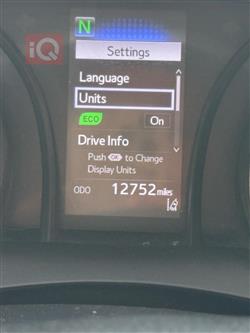 iQ
N
Settings
Language
Units
ECO On
Drive Info
Push OK to Change
Display Units
ODO 12752 miles